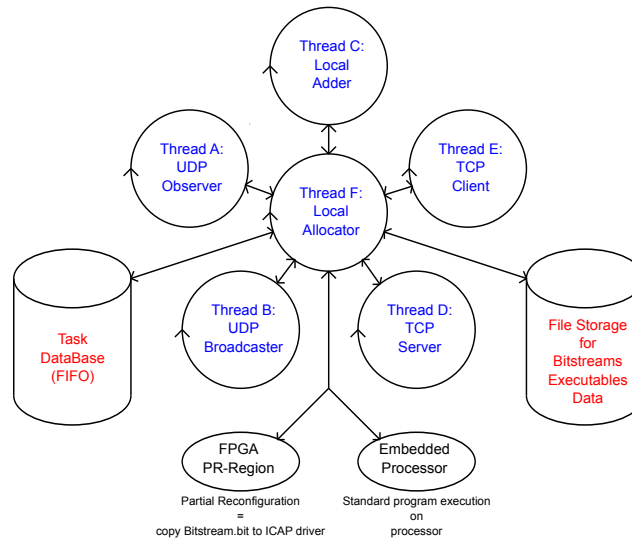 Thread C:
Local
Adder
Thread A:
UDP
Observer
Thread E:
TCP
Client
Thread F:
Local
Allocator
Task
DataBase
(FIFO)
Thread B:
UDP
Broadcaster
Thread D:
TCP
Server
File Storage
for
Bitstreams
Executables
Data
FPGA
PR-Region
Embedded
Processor
Partial Reconfiguration
=
copy Bitstream.bit to ICAP driver
Standard program execution
on
processor